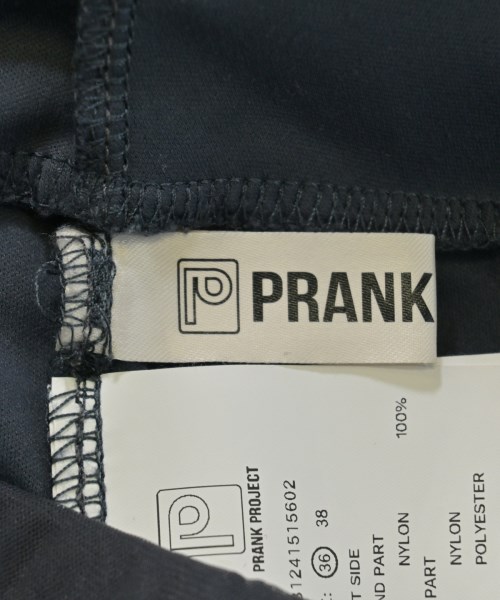 PRANK
PRANK PROJECT
31241515602
36 38
T SIDE
ND PART
NYLON 100%
PART
NYLON
POLYESTER